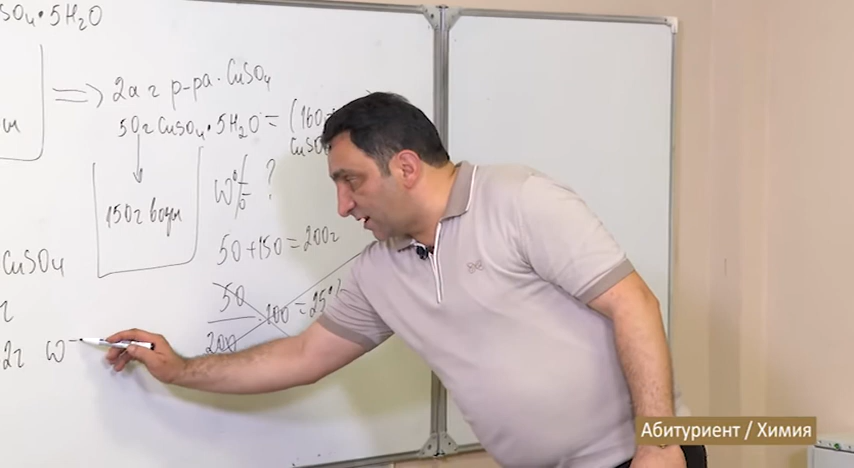 SO₄·5H₂O
=> 2α г р-ра·CuSO₄
50г CuSO₄·5H₂O = (160
CuSO₄
150г воды
ω% ?
50+150=200г
CuSO₄
50/200 · 100 = 25%
г
2г ω
Абитуриент / Химия